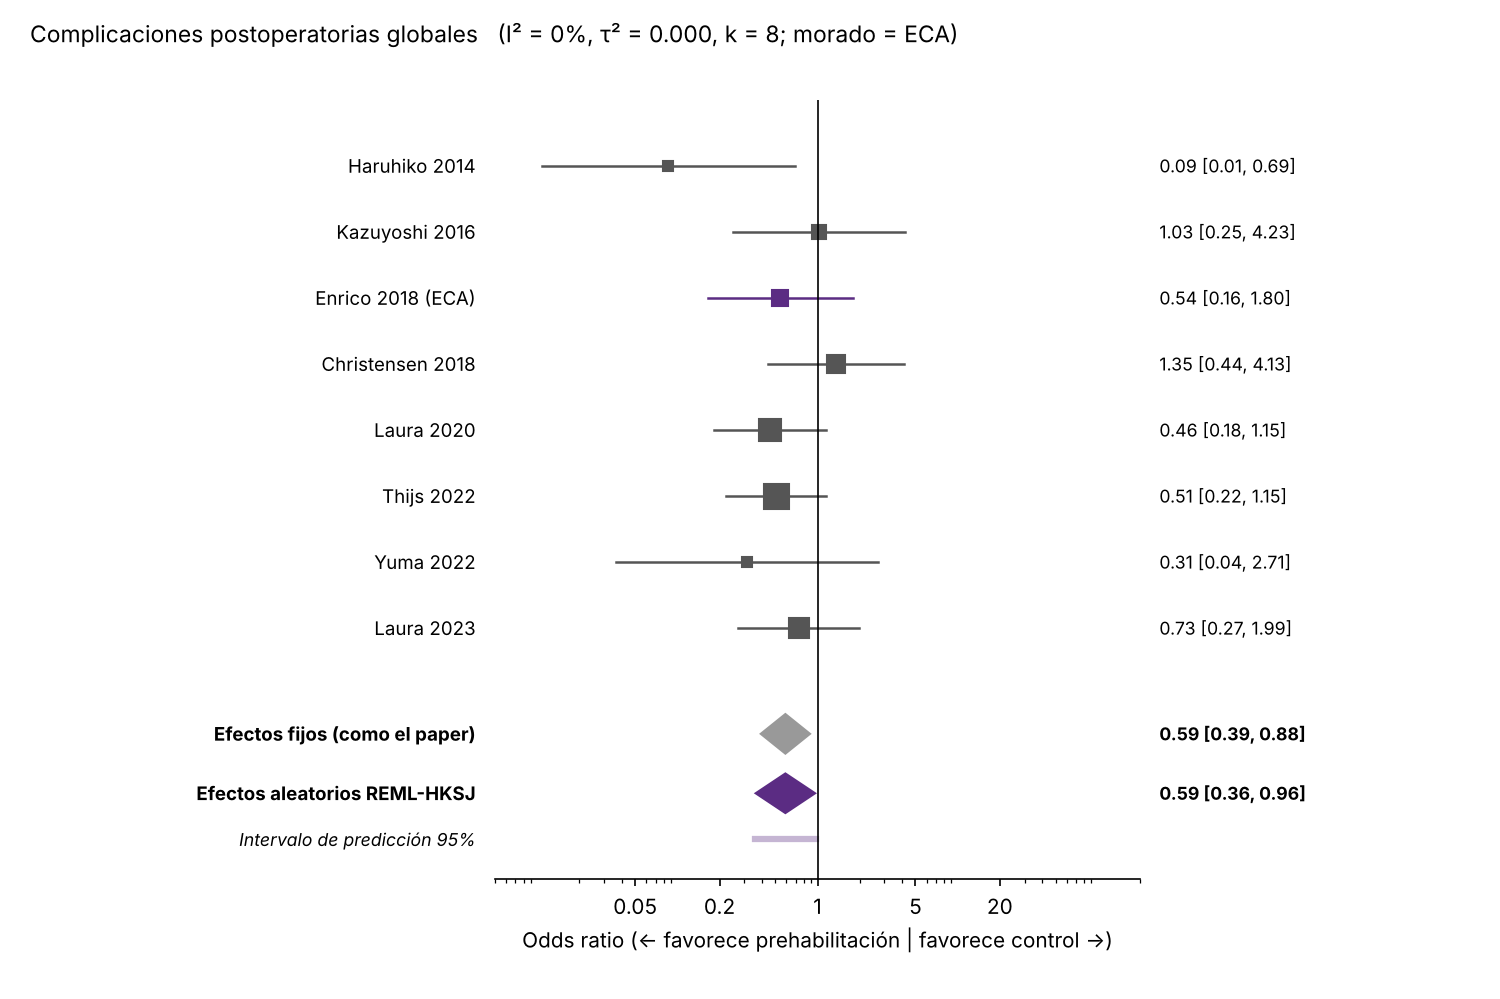 Complicaciones postoperatorias globales (I² = 0%, τ² = 0.000, k = 8; morado = ECA)
Haruhiko 2014 0.09 [0.01, 0.69]
Kazuyoshi 2016 1.03 [0.25, 4.23]
Enrico 2018 (ECA) 0.54 [0.16, 1.80]
Christensen 2018 1.35 [0.44, 4.13]
Laura 2020 0.46 [0.18, 1.15]
Thijs 2022 0.51 [0.22, 1.15]
Yuma 2022 0.31 [0.04, 2.71]
Laura 2023 0.73 [0.27, 1.99]
Efectos fijos (como el paper) 0.59 [0.39, 0.88]
Efectos aleatorios REML-HKSJ 0.59 [0.36, 0.96]
Intervalo de predicción 95%
0.05 0.2 1 5 20
Odds ratio (← favorece prehabilitación | favorece control →)